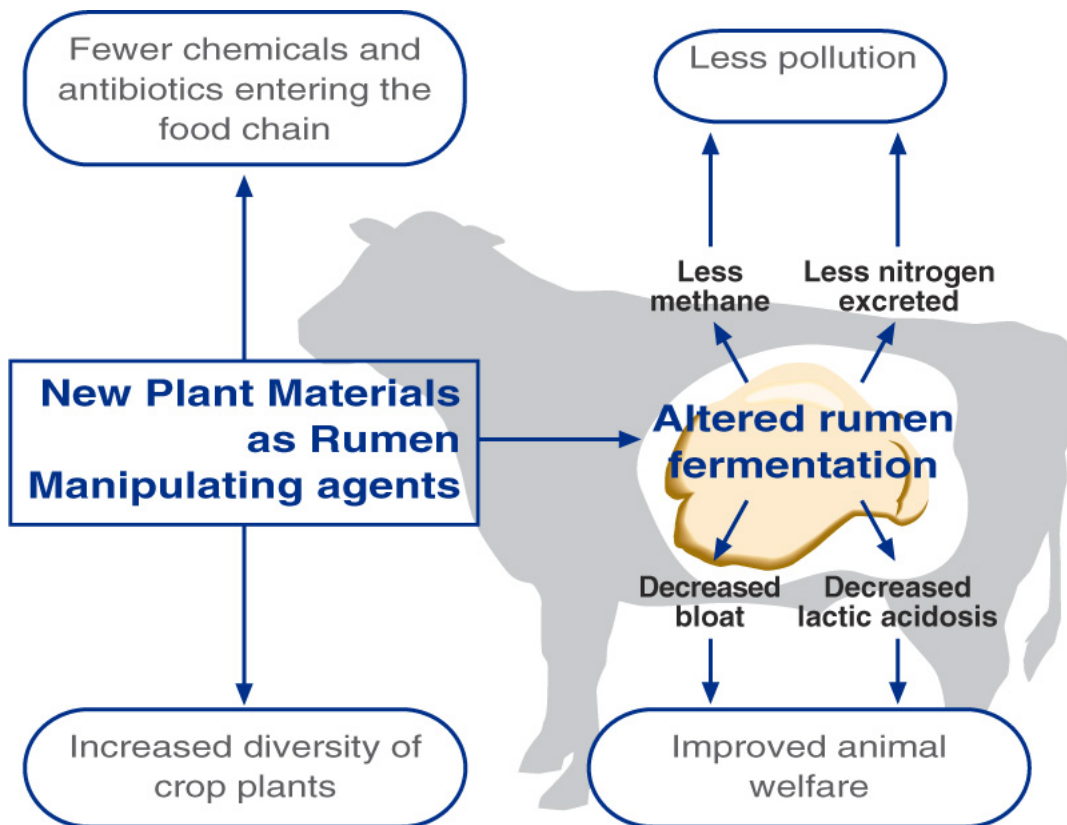 Fewer chemicals and
antibiotics entering the
food chain
Less pollution
Less
methane
Less nitrogen
excreted
New Plant Materials
as Rumen
Manipulating agents
Altered rumen
fermentation
Decreased
bloat
Decreased
lactic acidosis
Increased diversity of
crop plants
Improved animal
welfare